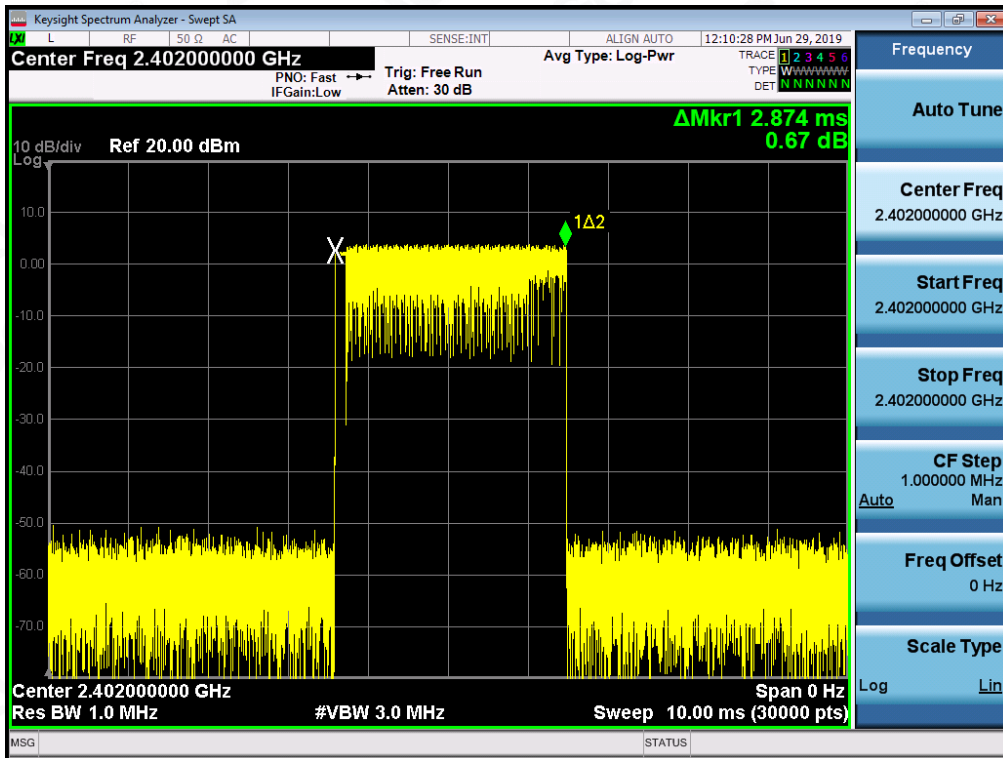 Keysight Spectrum Analyzer - Swept SA
LXI L RF 50 Ω AC SENSE:INT ALIGN AUTO 12:10:28 PM Jun 29, 2019
Center Freq 2.402000000 GHz
PNO: Fast
IFGain:Low
Trig: Free Run
Atten: 30 dB
Avg Type: Log-Pwr
TRACE 1 2 3 4 5 6
TYPE WWWWWW
DET N N N N N N
ΔMkr1 2.874 ms
0.67 dB
10 dB/div Ref 20.00 dBm
Log
10.0
0.00
-10.0
-20.0
-30.0
-40.0
-50.0
-60.0
-70.0
X
1Δ2
Center 2.402000000 GHz Span 0 Hz
Res BW 1.0 MHz #VBW 3.0 MHz Sweep 10.00 ms (30000 pts)
MSG STATUS
Frequency
Auto Tune
Center Freq
2.402000000 GHz
Start Freq
2.402000000 GHz
Stop Freq
2.402000000 GHz
CF Step
1.000000 MHz
Auto Man
Freq Offset
0 Hz
Scale Type
Log Lin